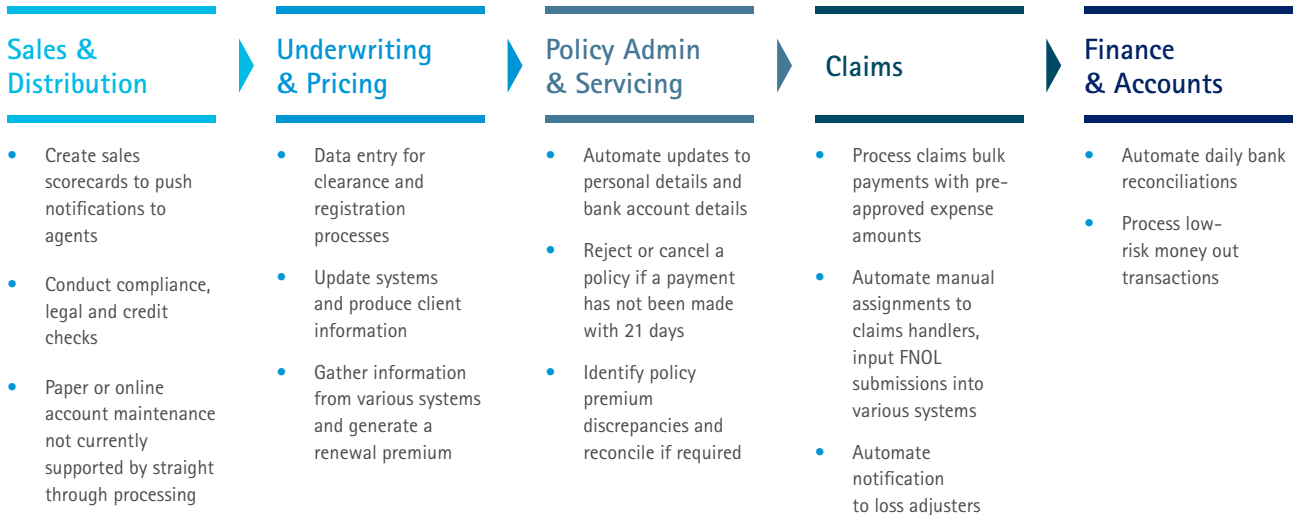 Sales &
Distribution
Create sales
scorecards to push
notifications to
agents
Conduct compliance,
legal and credit
checks
Paper or online
account maintenance
not currently
supported by straight
through processing
Underwriting
& Pricing
Data entry for
clearance and
registration
processes
Update systems
and produce client
information
Gather information
from various systems
and generate a
renewal premium
Policy Admin
& Servicing
Automate updates to
personal details and
bank account details
Reject or cancel a
policy if a payment
has not been made
with 21 days
Identify policy
premium
discrepancies and
reconcile if required
Claims
Process claims bulk
payments with pre-
approved expense
amounts
Automate manual
assignments to
claims handlers,
input FNOL
submissions into
various systems
Automate
notification
to loss adjusters
Finance
& Accounts
Automate daily bank
reconciliations
Process low-
risk money out
transactions